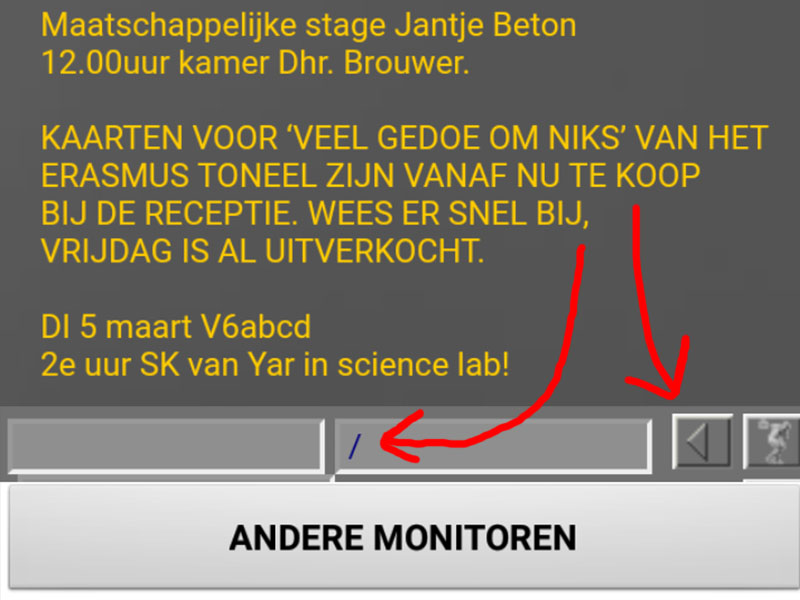 Maatschappelijke stage Jantje Beton
12.00uur kamer Dhr. Brouwer.
KAARTEN VOOR ‘VEEL GEDOE OM NIKS’ VAN HET
ERASMUS TONEEL ZIJN VANAF NU TE KOOP
BIJ DE RECEPTIE. WEES ER SNEL BIJ,
VRIJDAG IS AL UITVERKOCHT.
DI 5 maart V6abcd
2e uur SK van Yar in science lab!
/
ANDERE MONITOREN